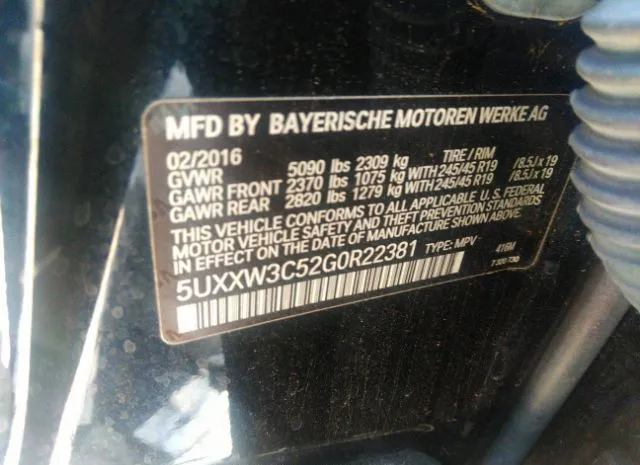 MFD BY BAYERISCHE MOTOREN WERKE AG
02/2016 TIRE / RIM
GVWR 5090 lbs 2309 kg
GAWR FRONT 2370 lbs 1075 kg WITH 245/45 R19 /8.5J x 19
GAWR REAR 2820 lbs 1279 kg WITH 245/45 R19 /8.5J x 19
THIS VEHICLE CONFORMS TO ALL APPLICABLE U.S. FEDERAL
MOTOR VEHICLE SAFETY AND THEFT PREVENTION STANDARDS
IN EFFECT ON THE DATE OF MANUFACTURE SHOWN ABOVE.
5UXXW3C52G0R22381 TYPE: MPV 416M